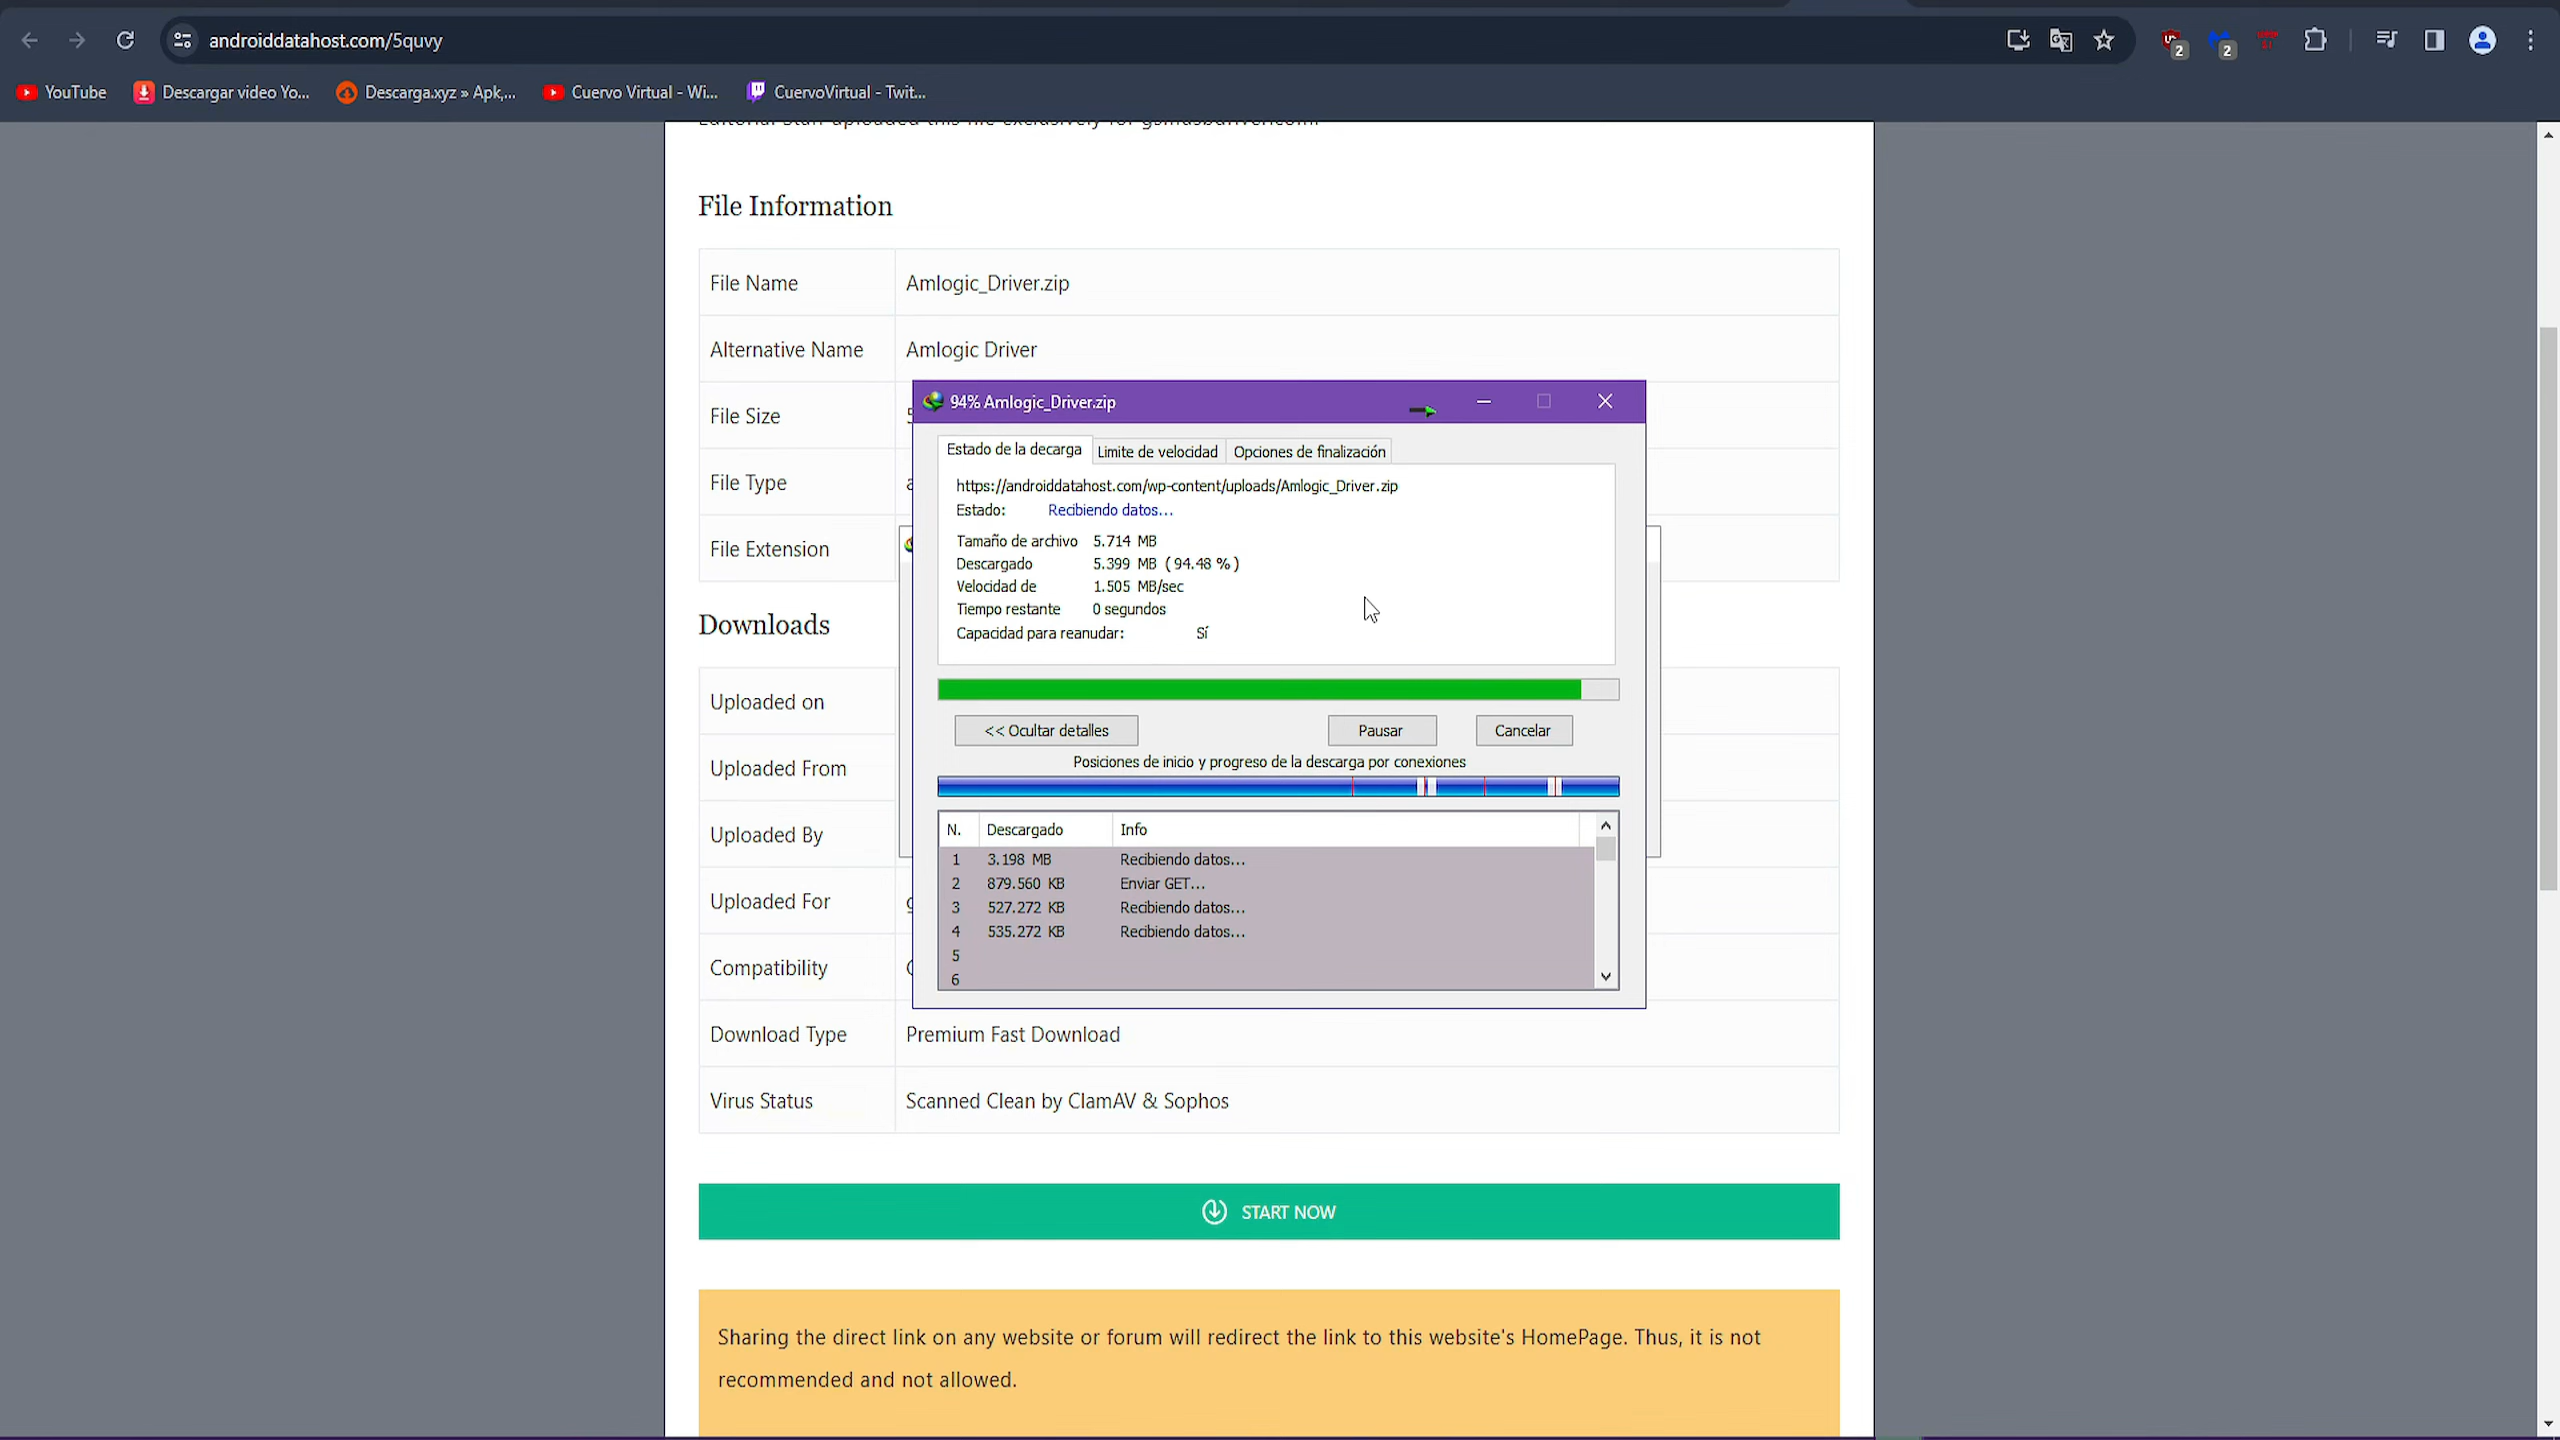 androiddatahost.com/5quvy
2
2
YouTube
Descargar video Yo...
Descarga.xyz » Apk,...
Cuervo Virtual - Wi...
CuervoVirtual - Twit...
File Information
File Name Amlogic_Driver.zip
Alternative Name Amlogic Driver
File Size
File Type
File Extension
94% Amlogic_Driver.zip
Estado de la decarga Limite de velocidad Opciones de finalización
https://androiddatahost.com/wp-content/uploads/Amlogic_Driver.zip
Estado: Recibiendo datos...
Tamaño de archivo 5.714 MB
Descargado 5.399 MB ( 94.48 % )
Velocidad de 1.505 MB/sec
Tiempo restante 0 segundos
Capacidad para reanudar: Sí
<< Ocultar detalles Pausar Cancelar
Posiciones de inicio y progreso de la descarga por conexiones
N. Descargado Info
1 3.198 MB Recibiendo datos...
2 879.560 KB Enviar GET...
3 527.272 KB Recibiendo datos...
4 535.272 KB Recibiendo datos...
5
6
Downloads
Uploaded on
Uploaded From
Uploaded By
Uploaded For
Compatibility
Download Type Premium Fast Download
Virus Status Scanned Clean by ClamAV & Sophos
START NOW
Sharing the direct link on any website or forum will redirect the link to this website's HomePage. Thus, it is not
recommended and not allowed.